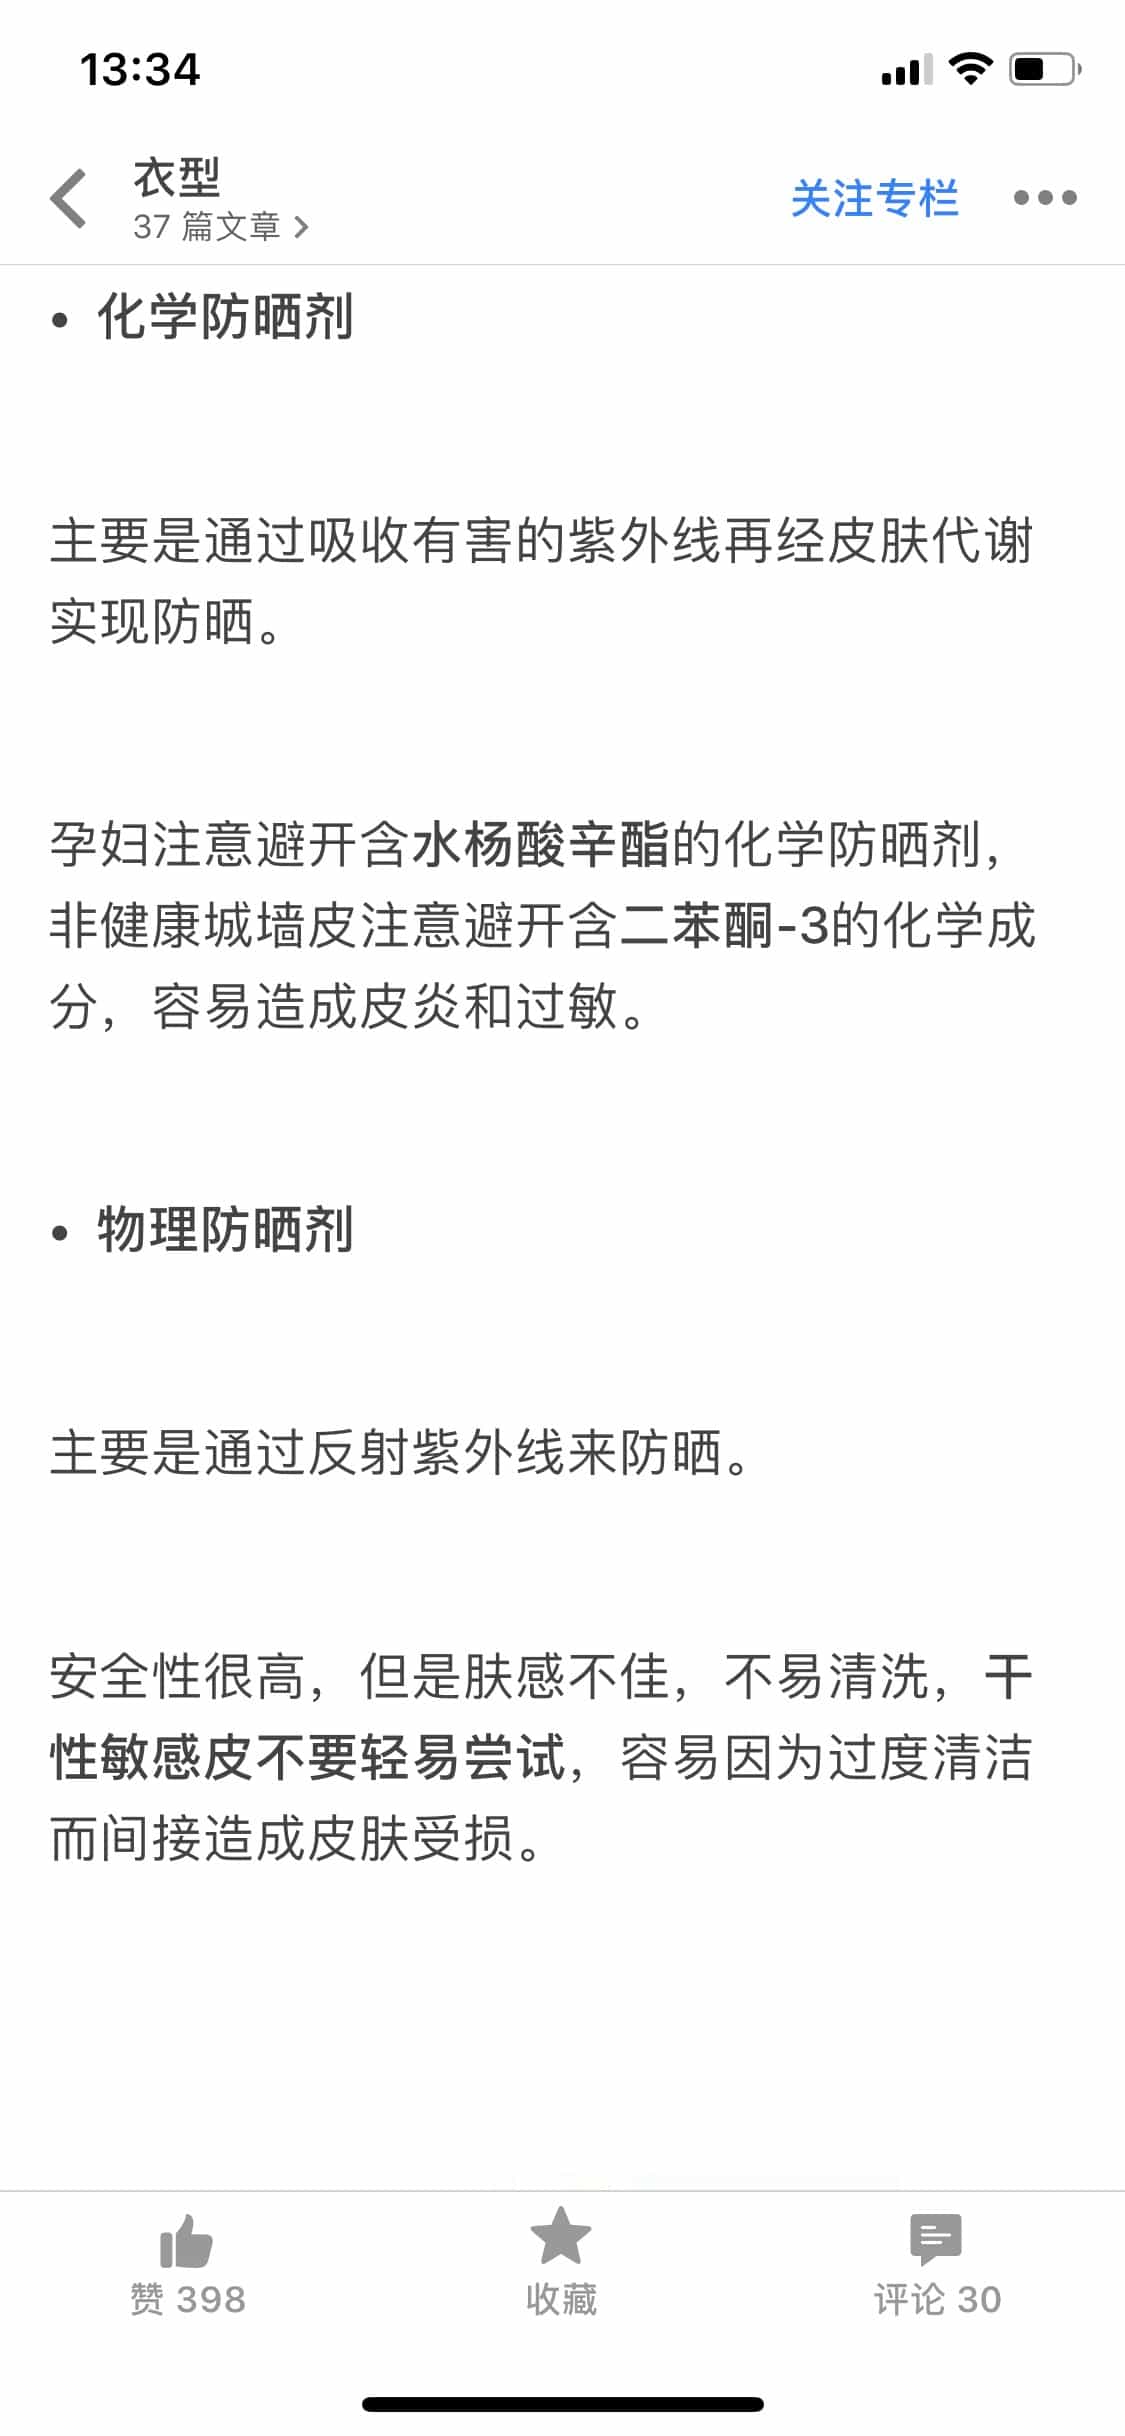 13:34
衣型
37 篇文章
关注专栏
• 化学防晒剂
主要是通过吸收有害的紫外线再经皮肤代谢
实现防晒。
孕妇注意避开含水杨酸辛酯的化学防晒剂，
非健康城墙皮注意避开含二苯酮-3的化学成
分，容易造成皮炎和过敏。
• 物理防晒剂
主要是通过反射紫外线来防晒。
安全性很高，但是肤感不佳，不易清洗，干
性敏感皮不要轻易尝试，容易因为过度清洁
而间接造成皮肤受损。
赞 398
收藏
评论 30